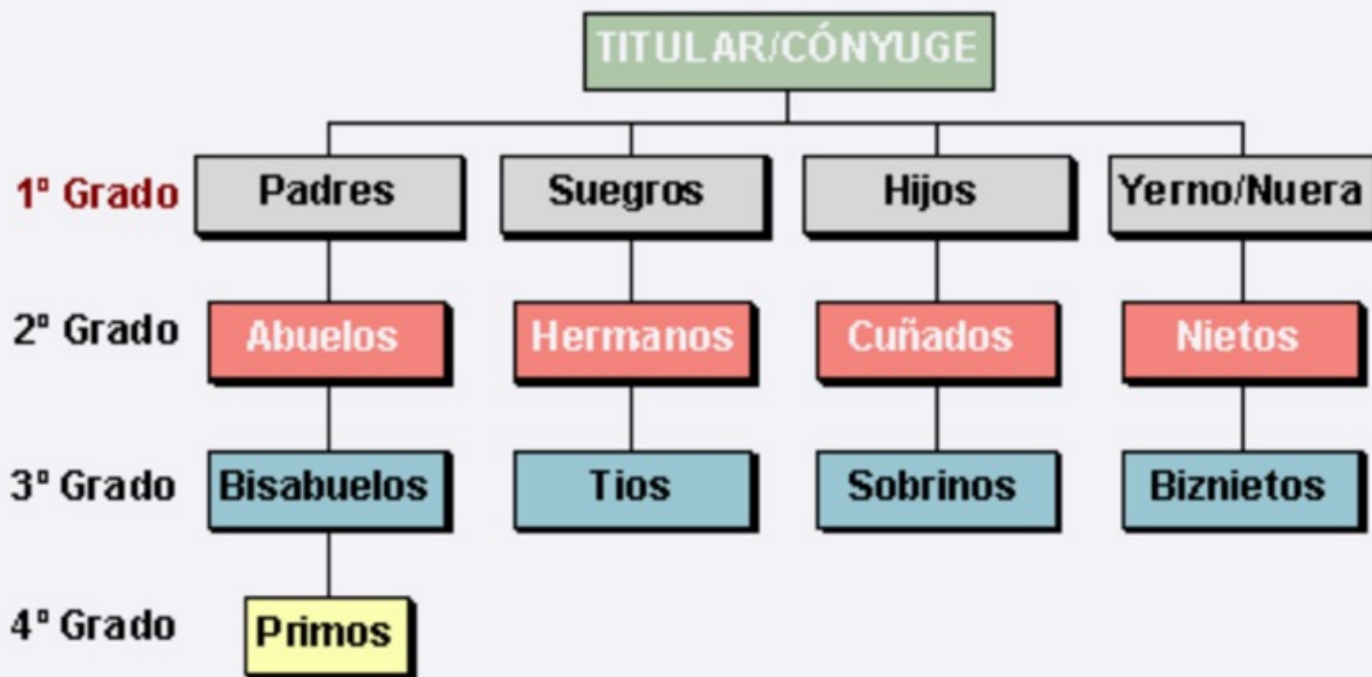 TITULAR/CÓNYUGE
1º Grado Padres Suegros Hijos Yerno/Nuera
2º Grado Abuelos Hermanos Cuñados Nietos
3º Grado Bisabuelos Tios Sobrinos Biznietos
4º Grado Primos